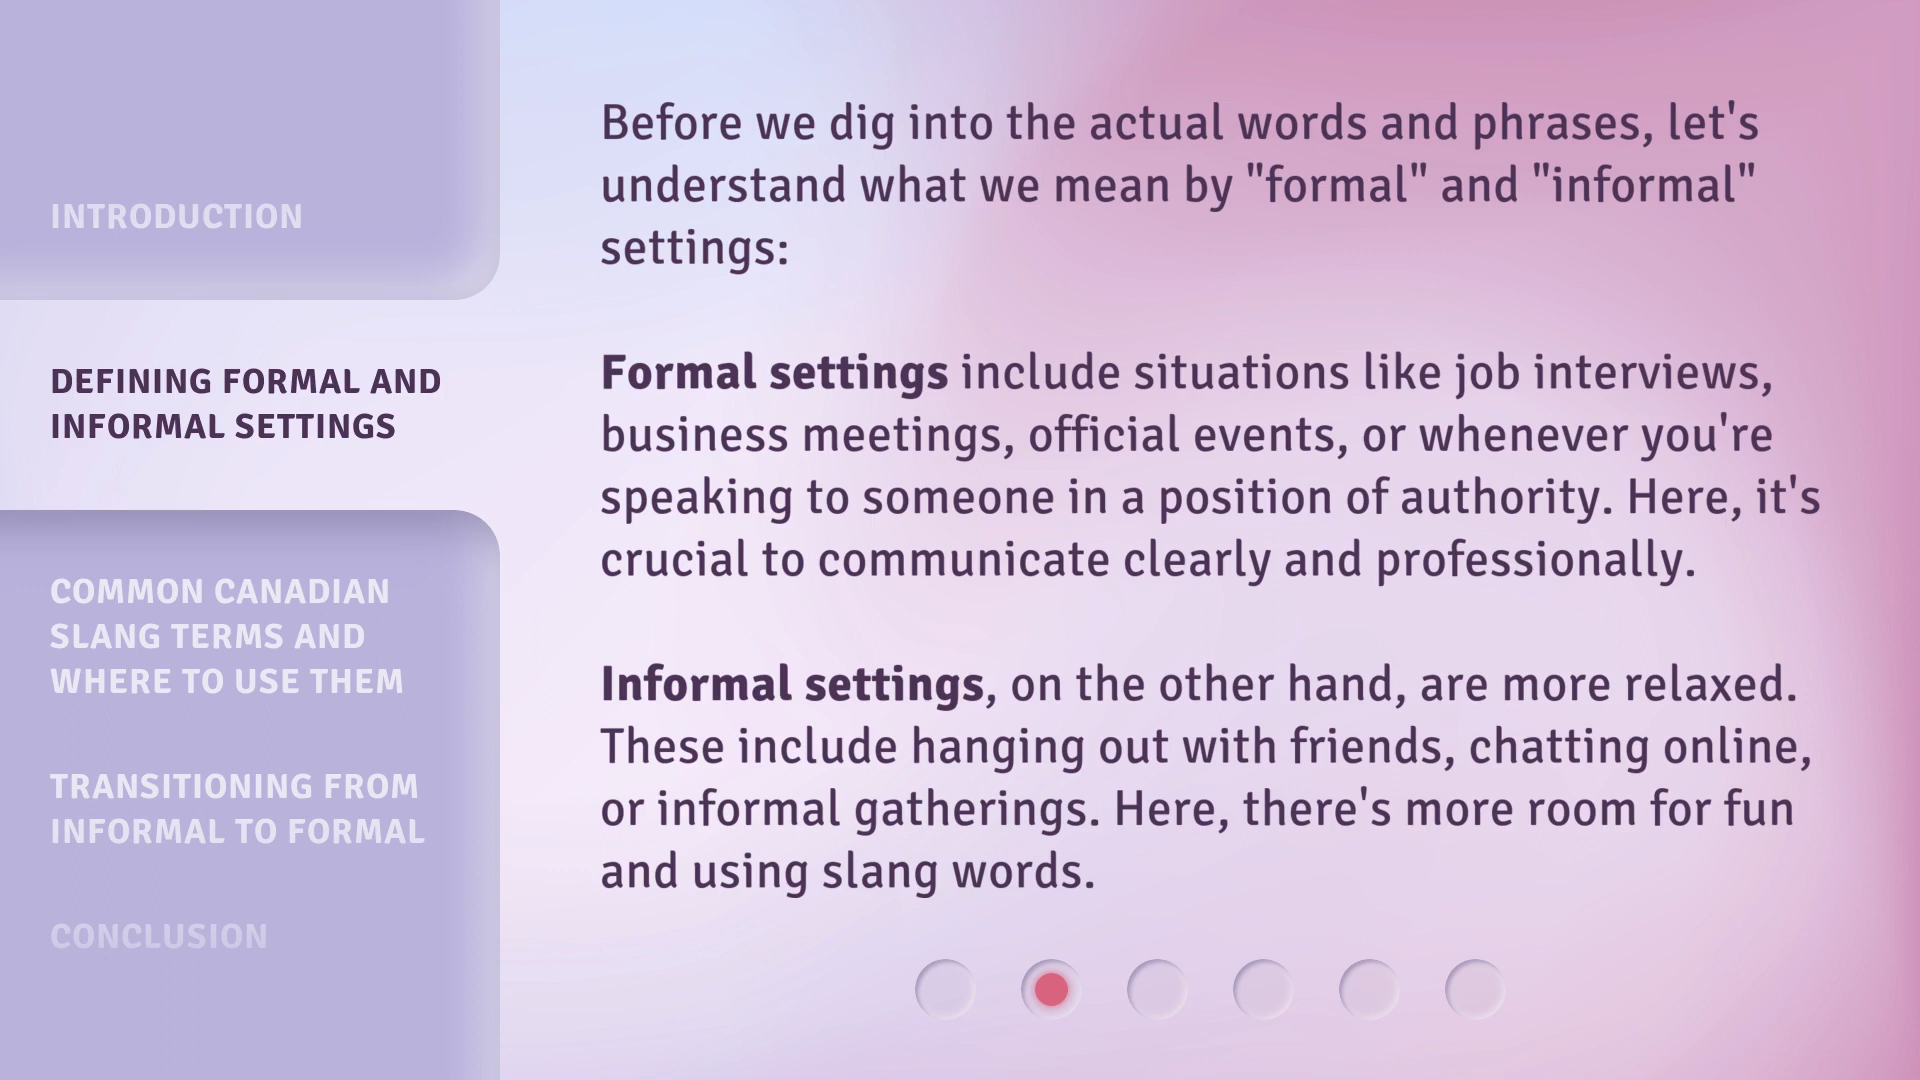 INTRODUCTION
DEFINING FORMAL AND
INFORMAL SETTINGS
COMMON CANADIAN
SLANG TERMS AND
WHERE TO USE THEM
TRANSITIONING FROM
INFORMAL TO FORMAL
CONCLUSION
Before we dig into the actual words and phrases, let's
understand what we mean by "formal" and "informal"
settings:
Formal settings include situations like job interviews,
business meetings, official events, or whenever you're
speaking to someone in a position of authority. Here, it's
crucial to communicate clearly and professionally.
Informal settings, on the other hand, are more relaxed.
These include hanging out with friends, chatting online,
or informal gatherings. Here, there's more room for fun
and using slang words.